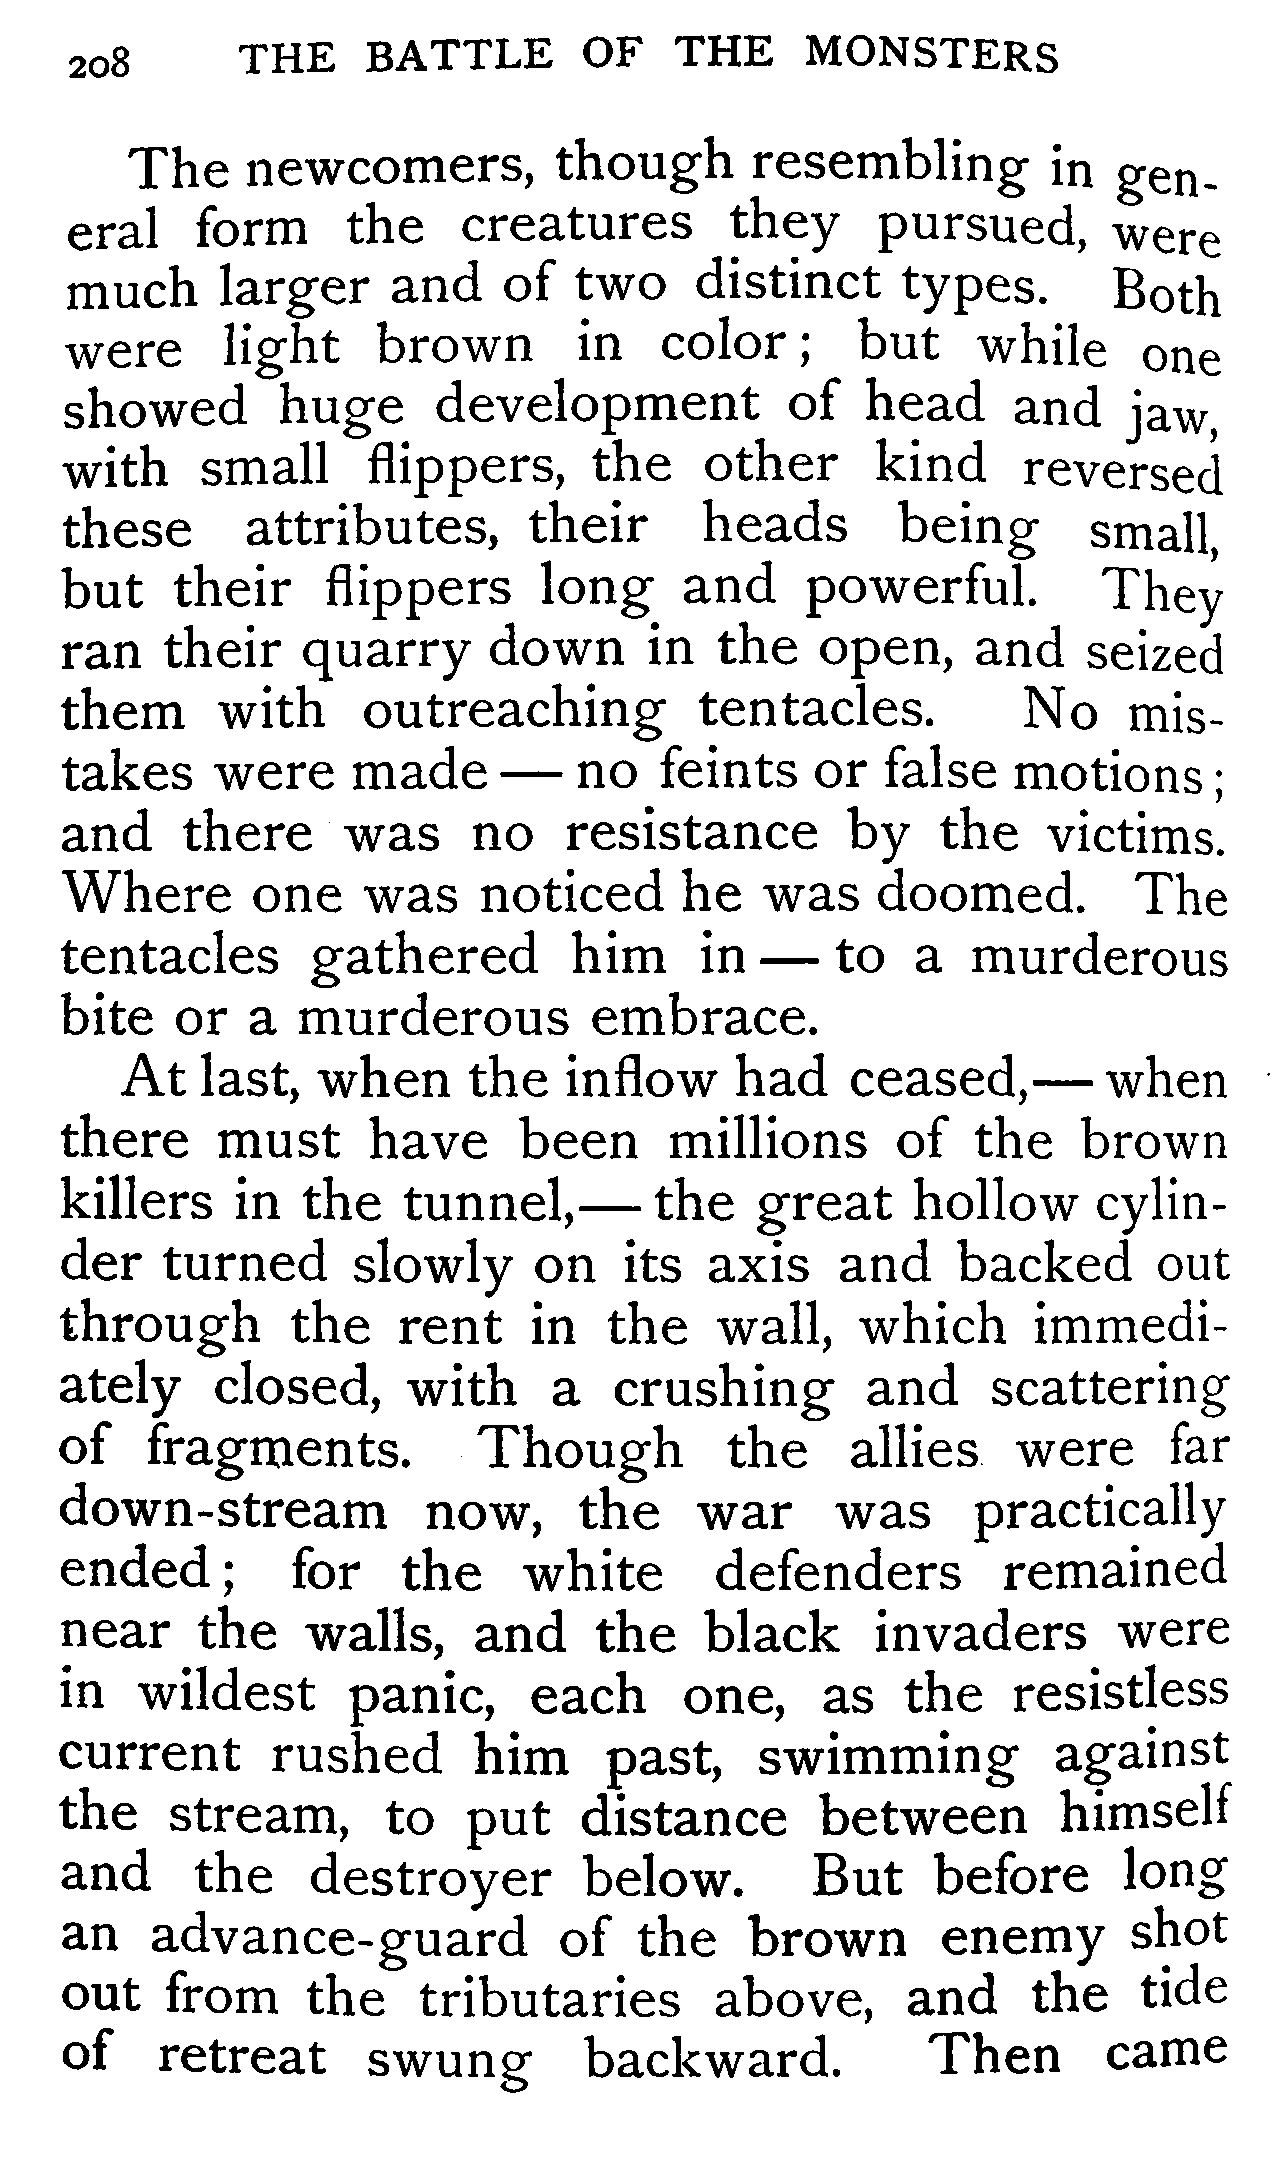 208 THE BATTLE OF THE MONSTERS
The newcomers, though resembling in gen-
eral form the creatures they pursued, were
much larger and of two distinct types. Both
were light brown in color; but while one
showed huge development of head and jaw,
with small flippers, the other kind reversed
these attributes, their heads being small,
but their flippers long and powerful. They
ran their quarry down in the open, and seized
them with outreaching tentacles. No mis-
takes were made — no feints or false motions;
and there was no resistance by the victims.
Where one was noticed he was doomed. The
tentacles gathered him in — to a murderous
bite or a murderous embrace.
At last, when the inflow had ceased,— when
there must have been millions of the brown
killers in the tunnel,— the great hollow cylin-
der turned slowly on its axis and backed out
through the rent in the wall, which immedi-
ately closed, with a crushing and scattering
of fragments. Though the allies were far
down-stream now, the war was practically
ended; for the white defenders remained
near the walls, and the black invaders were
in wildest panic, each one, as the resistless
current rushed him past, swimming against
the stream, to put distance between himself
and the destroyer below. But before long
an advance-guard of the brown enemy shot
out from the tributaries above, and the tide
of retreat swung backward. Then came